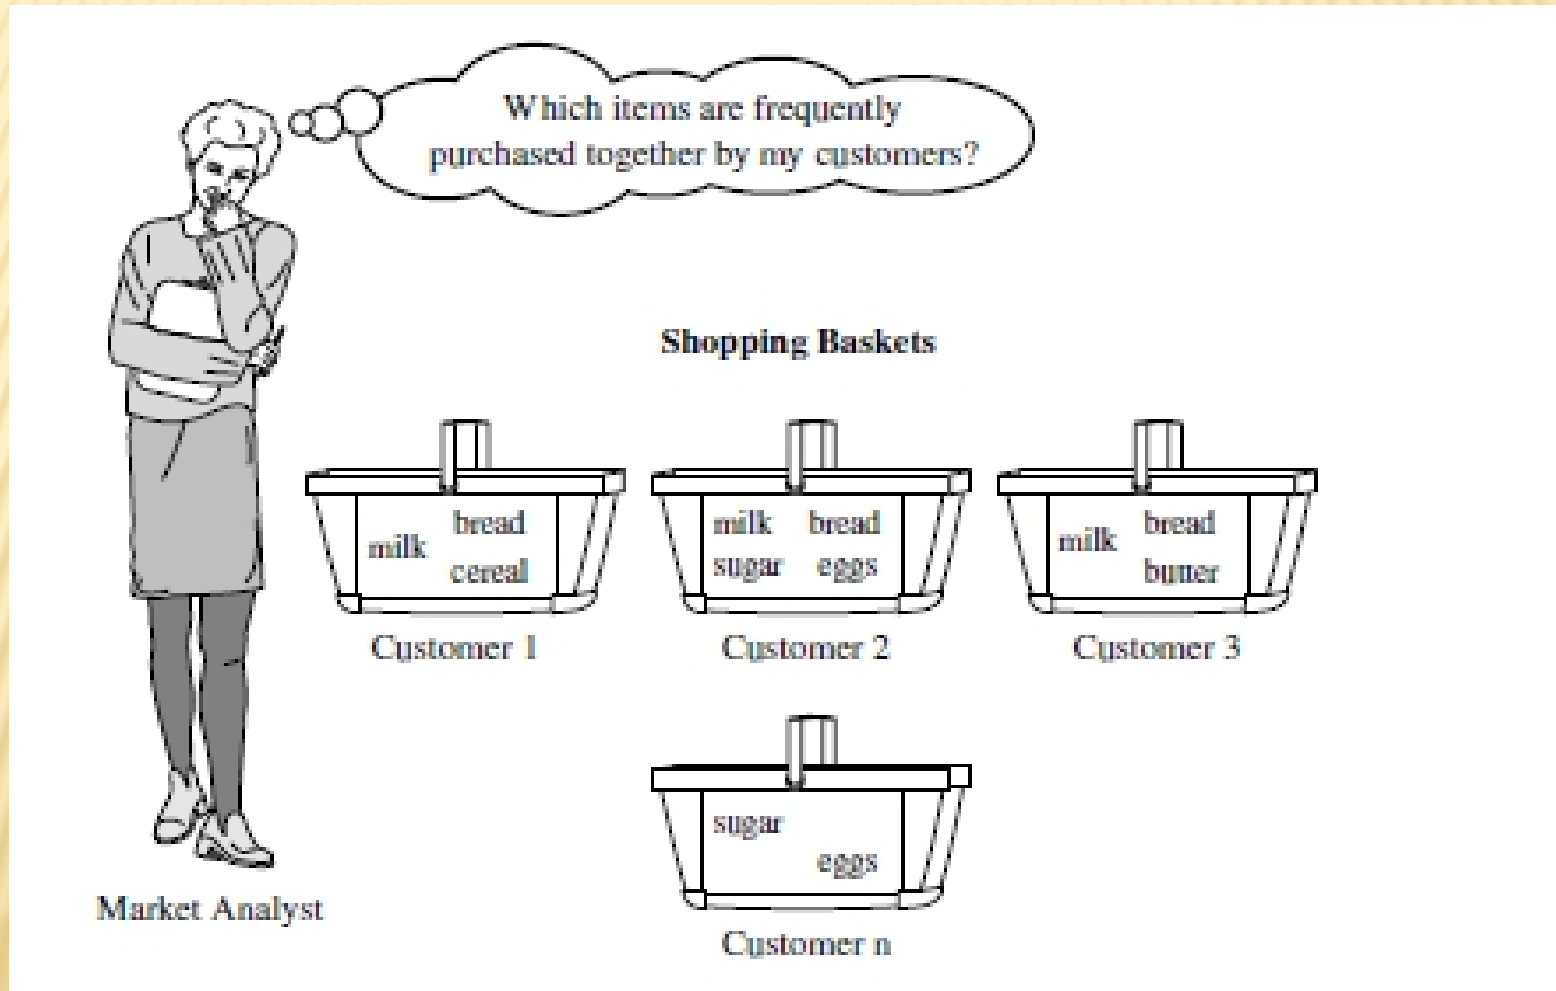 Which items are frequently
purchased together by my customers?
Shopping Baskets
milk
bread
cereal
Customer 1
milk bread
sugar eggs
Customer 2
milk
bread
butter
Customer 3
sugar
eggs
Customer n
Market Analyst